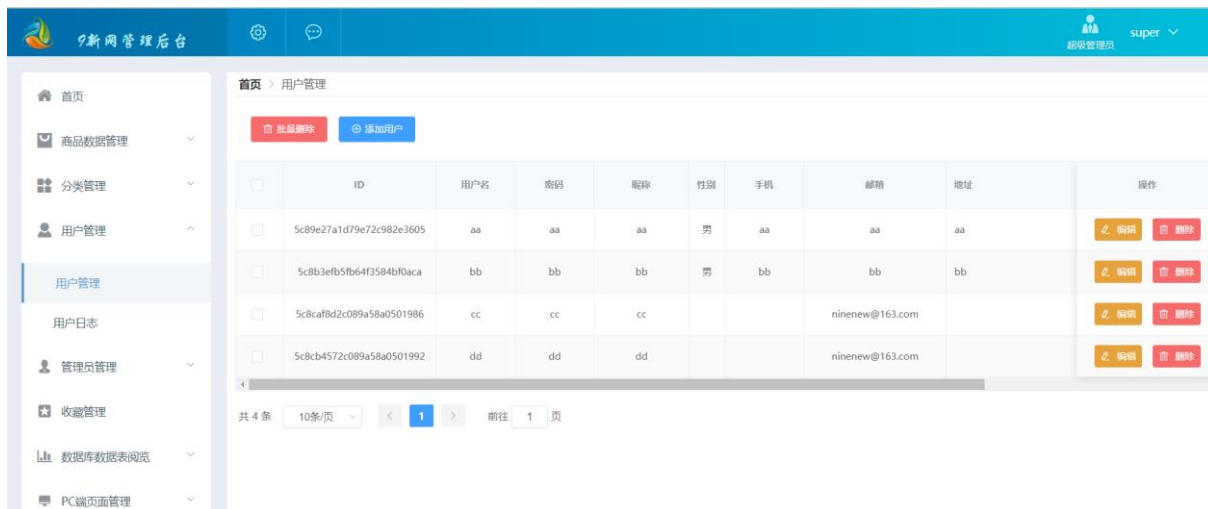 9新网管理后台
超级管理员
super
首页
商品数据管理
分类管理
用户管理
用户管理
用户日志
管理员管理
收藏管理
数据库数据表阅览
PC端页面管理
首页 > 用户管理
批量删除 添加用户
ID 用户名 密码 昵称 性别 手机 邮箱 地址 操作
5c89e27a1d79e72c982e3605 aa aa aa 男 aa aa aa 编辑 删除
5c8b3efb5fb64f3584bf0aca bb bb bb 男 bb bb bb 编辑 删除
5c8caf8d2c089a58a0501986 cc cc cc ninenew@163.com 编辑 删除
5c8cb4572c089a58a0501992 dd dd dd ninenew@163.com 编辑 删除
共 4 条 10条/页 < 1 > 前往 1 页